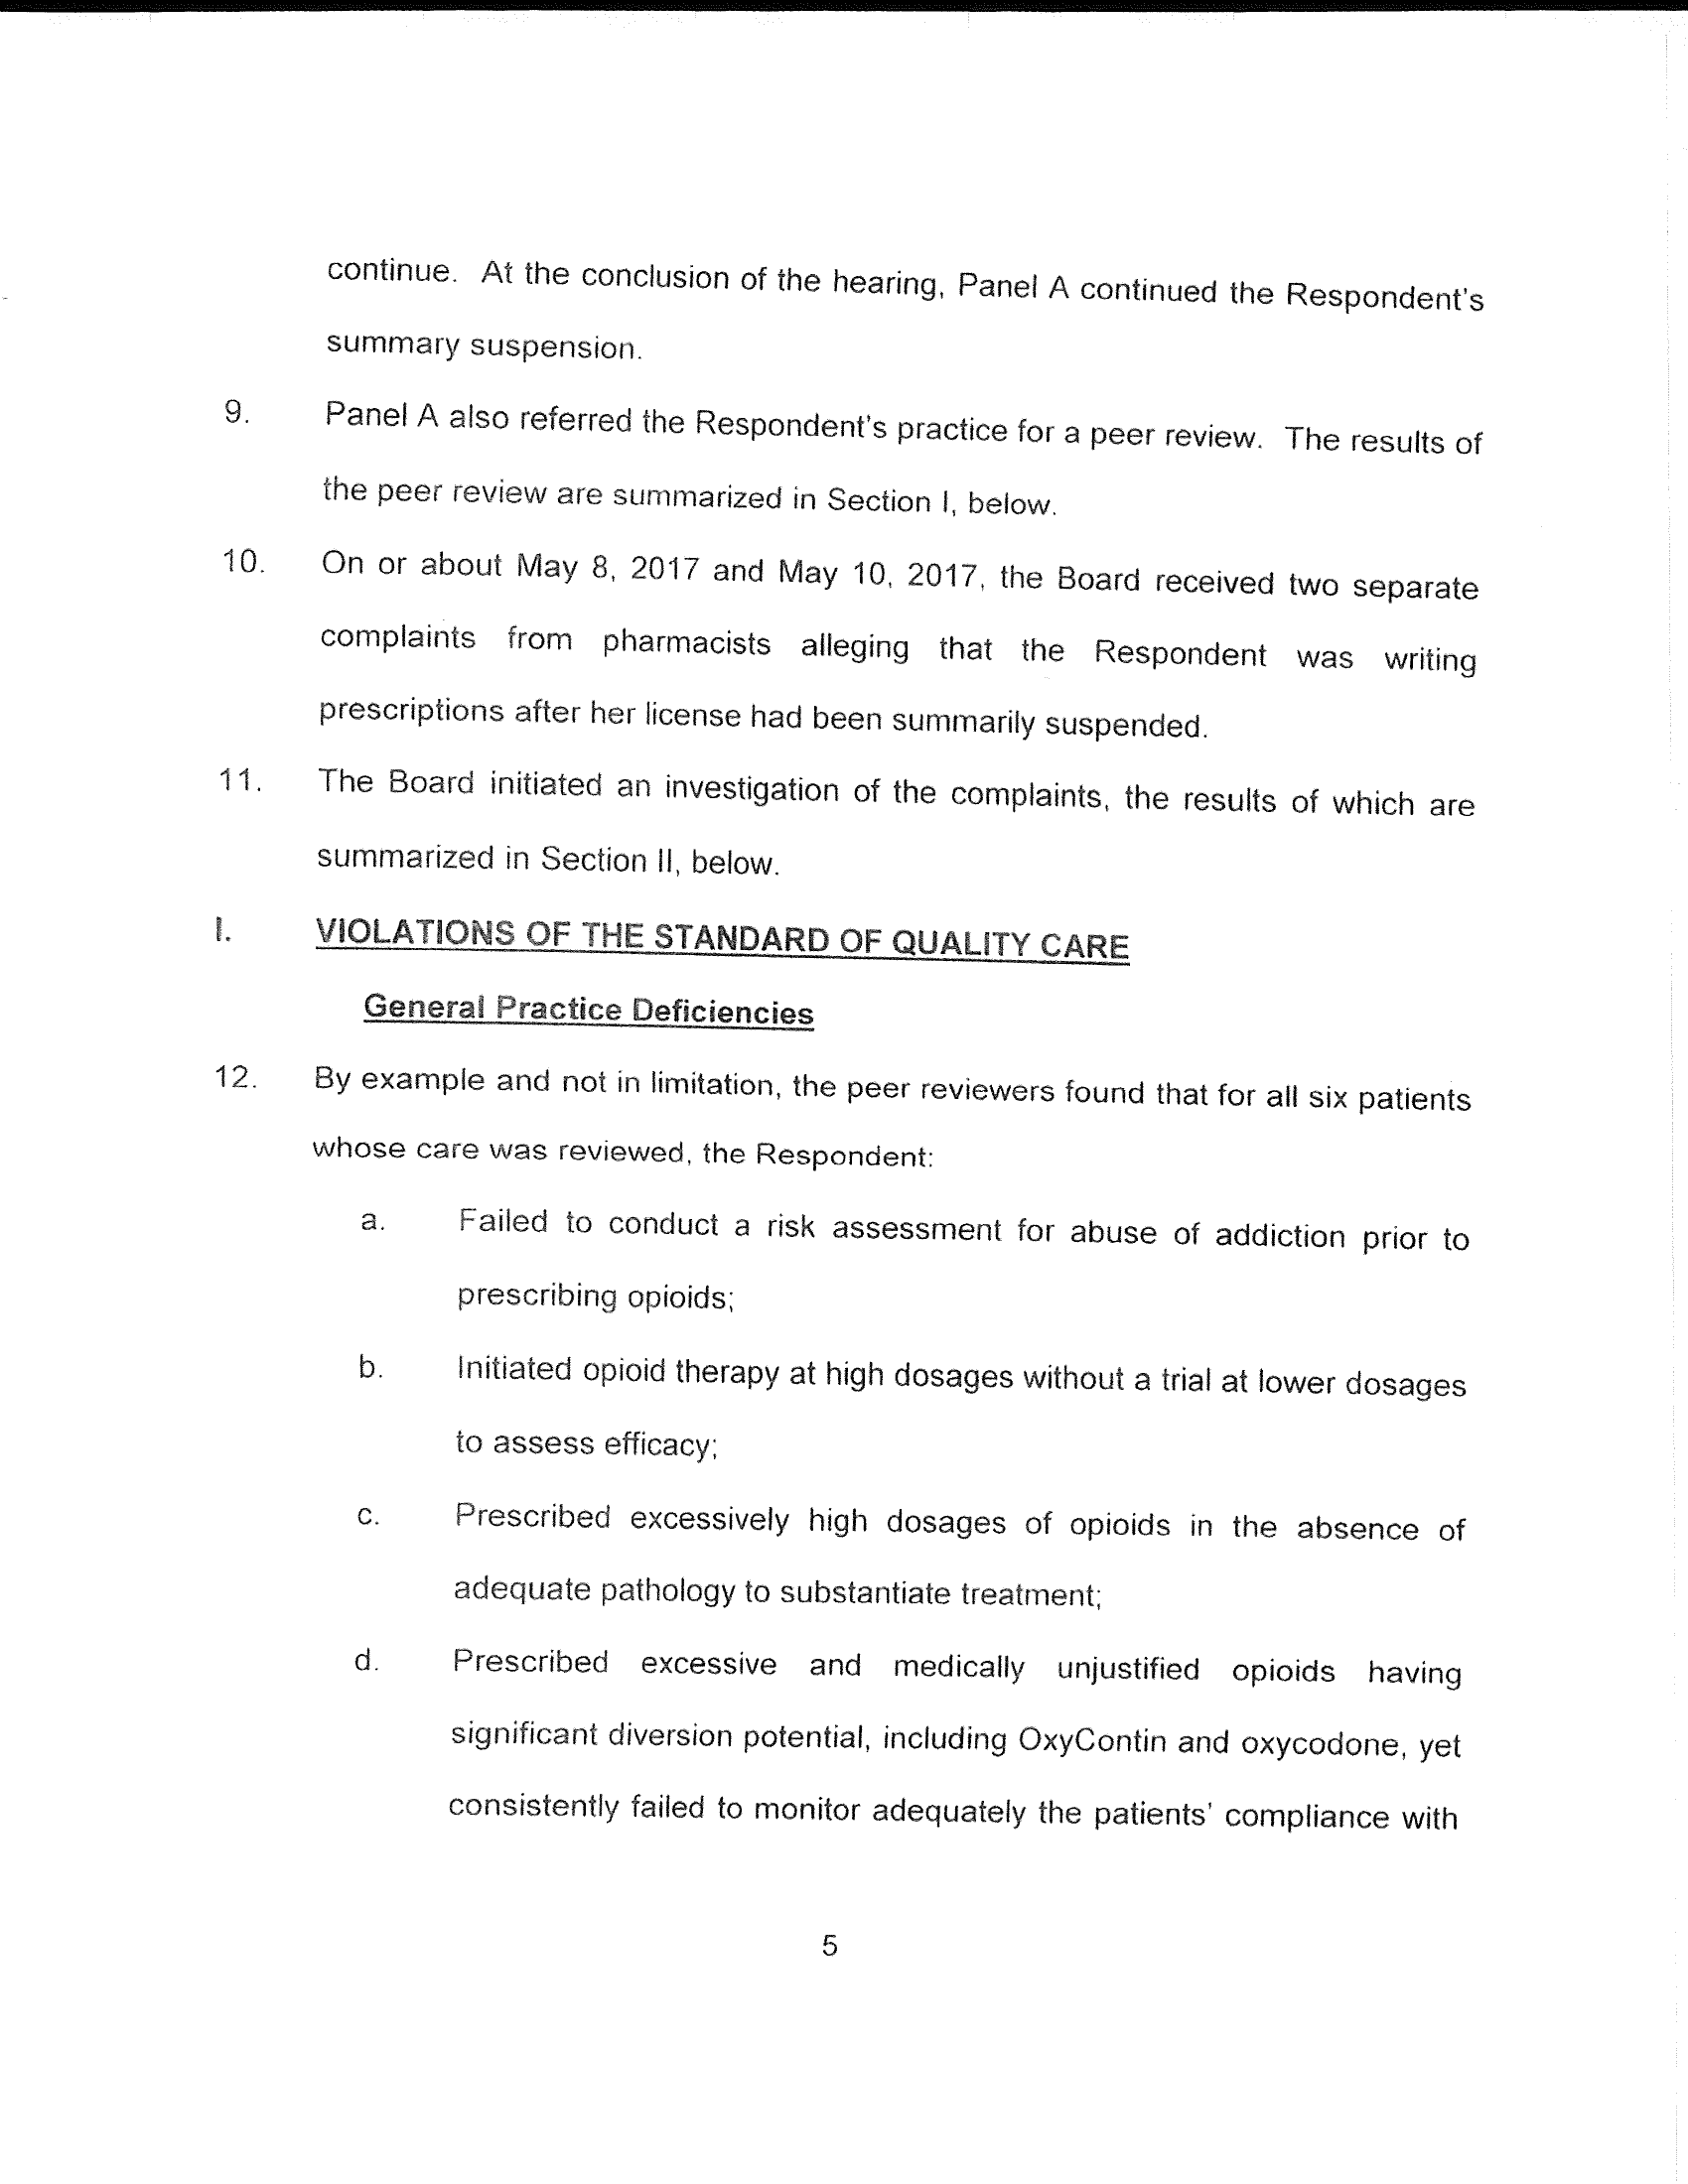 continue. At the conclusion of the hearing, Panel A continued the Respondent's
summary suspension.
9. Panel A also referred the Respondent's practice for a peer review. The results of
the peer review are summarized in Section I, below.
10. On or about May 8, 2017 and May 10, 2017, the Board received two separate
complaints from pharmacists alleging that the Respondent was writing
prescriptions after her license had been summarily suspended.
11. The Board initiated an investigation of the complaints, the results of which are
summarized in Section II, below.
I. VIOLATIONS OF THE STANDARD OF QUALITY CARE
General Practice Deficiencies
12. By example and not in limitation, the peer reviewers found that for all six patients
whose care was reviewed, the Respondent:
a. Failed to conduct a risk assessment for abuse of addiction prior to
prescribing opioids;
b. Initiated opioid therapy at high dosages without a trial at lower dosages
to assess efficacy;
c. Prescribed excessively high dosages of opioids in the absence of
adequate pathology to substantiate treatment;
d. Prescribed excessive and medically unjustified opioids having
significant diversion potential, including OxyContin and oxycodone, yet
consistently failed to monitor adequately the patients' compliance with
5